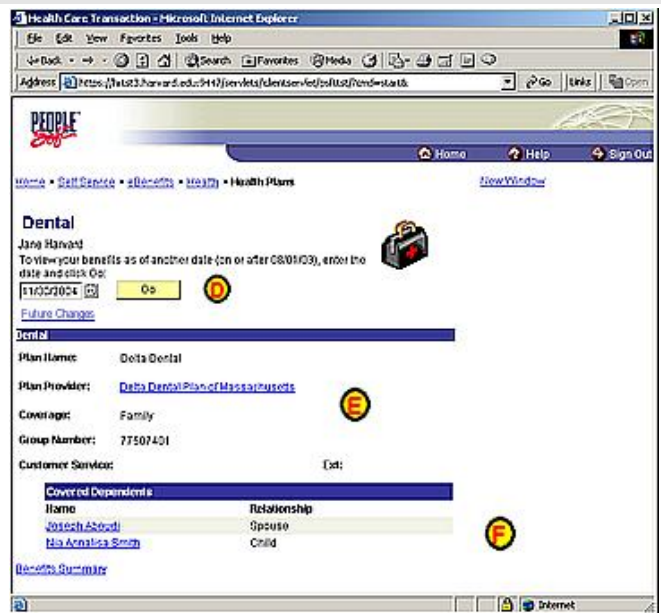 Health Care Transaction - Microsoft Internet Explorer
File Edit View Favorites Tools Help
Back Search Favorites Media
Address Go Links
PEOPLE
Soft
Home Help Sign Out
Home Self Service eBenefits Health Health Plans New Window
Dental
Jane Harvard
To view your benefits as of another date (on or after 08/01/03), enter the
date and click Go:
Go D
Future Changes
Dental
Plan Name: Delta Dental
Plan Provider: Delta Dental Plan of Massachusetts
E
Coverage: Family
Group Number: 77507401
Customer Service: Ext:
Covered Dependents
Name Relationship
Joseph Spouse
F
Nia Annalisa Smith Child
Benefits Summary
Internet